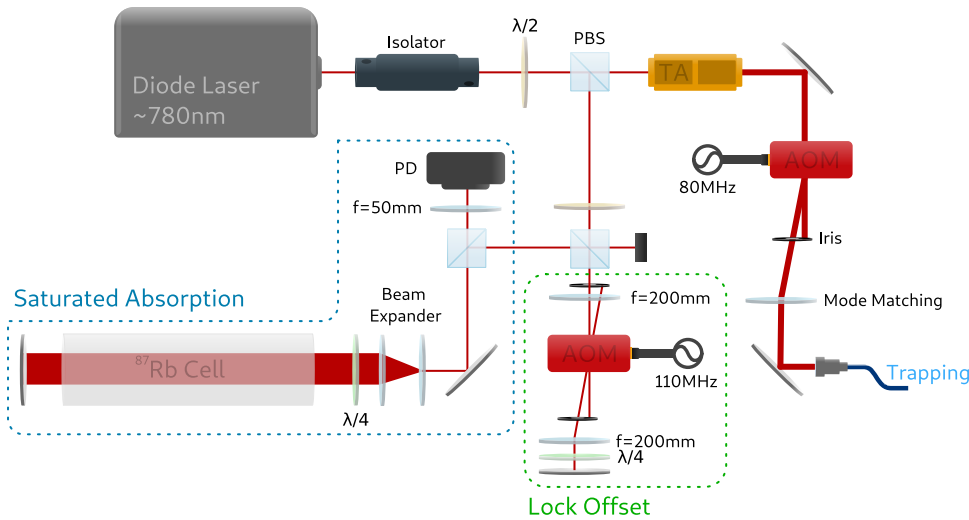 Diode Laser
~780nm
Isolator
λ/2
PBS
TA
AOM
80MHz
Iris
Mode Matching
Trapping
PD
f=50mm
Saturated Absorption
Beam
Expander
⁸⁷Rb Cell
λ/4
f=200mm
AOM
110MHz
f=200mm
λ/4
Lock Offset